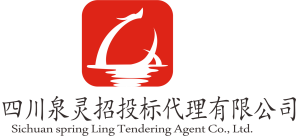 四川泉灵招投标代理有限公司
Sichuan spring Ling Tendering Agent Co., Ltd.